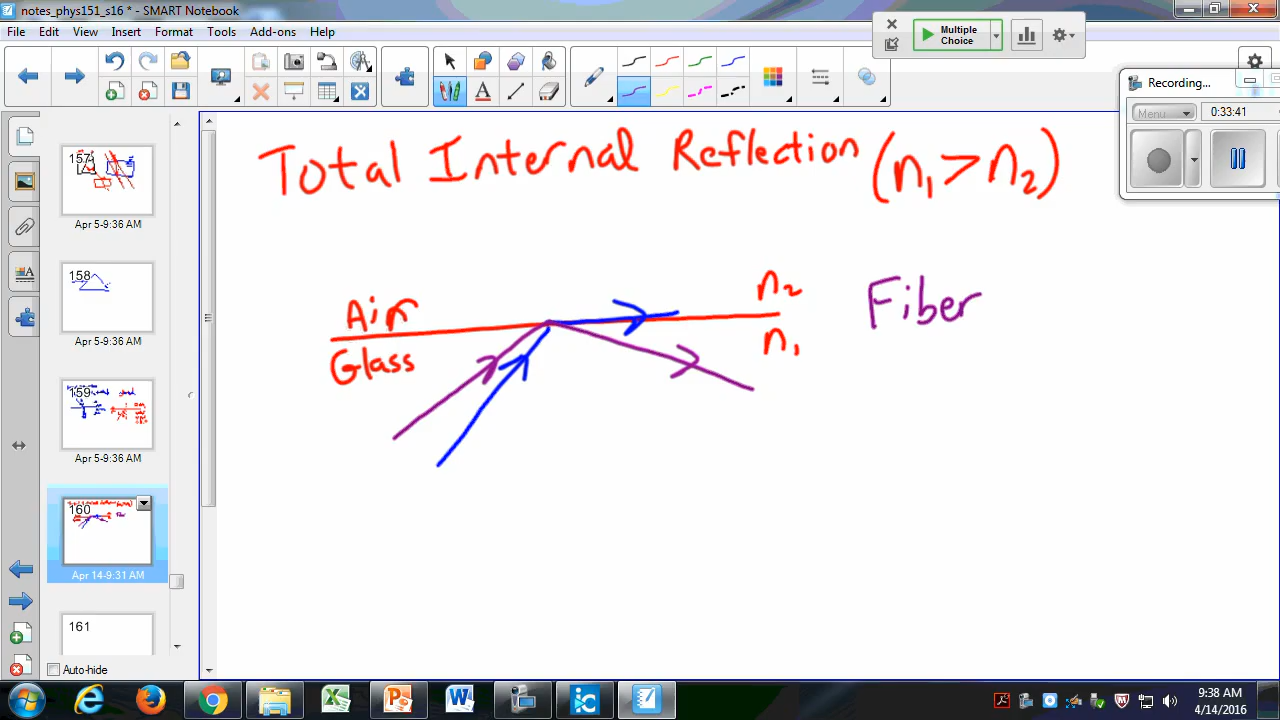 notes_phys151_s16 * - SMART Notebook
File Edit View Insert Format Tools Add-ons Help
Multiple
Choice
Recording...
Menu
0:33:41
A
157
Apr 5-9:36 AM
158
Apr 5-9:36 AM
159
Apr 5-9:36 AM
160
Apr 14-9:31 AM
161
Auto-hide
Total Internal Reflection (n₁>n₂)
Air
n₂
Fiber
Glass
n₁
9:38 AM
4/14/2016